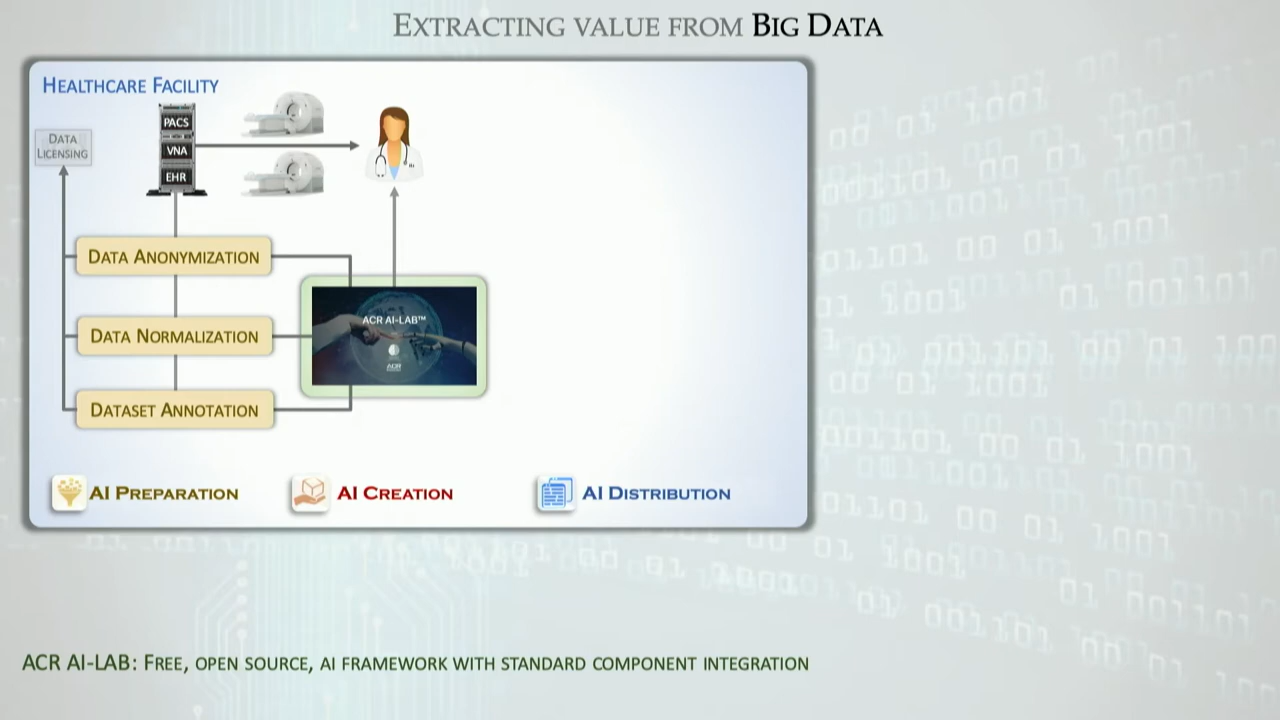 EXTRACTING VALUE FROM BIG DATA
HEALTHCARE FACILITY
DATA
LICENSING
PACS
VNA
EHR
DATA ANONYMIZATION
DATA NORMALIZATION
DATASET ANNOTATION
ACR AI-LAB™
ACR
AI PREPARATION
AI CREATION
AI DISTRIBUTION
ACR AI-LAB: FREE, OPEN SOURCE, AI FRAMEWORK WITH STANDARD COMPONENT INTEGRATION